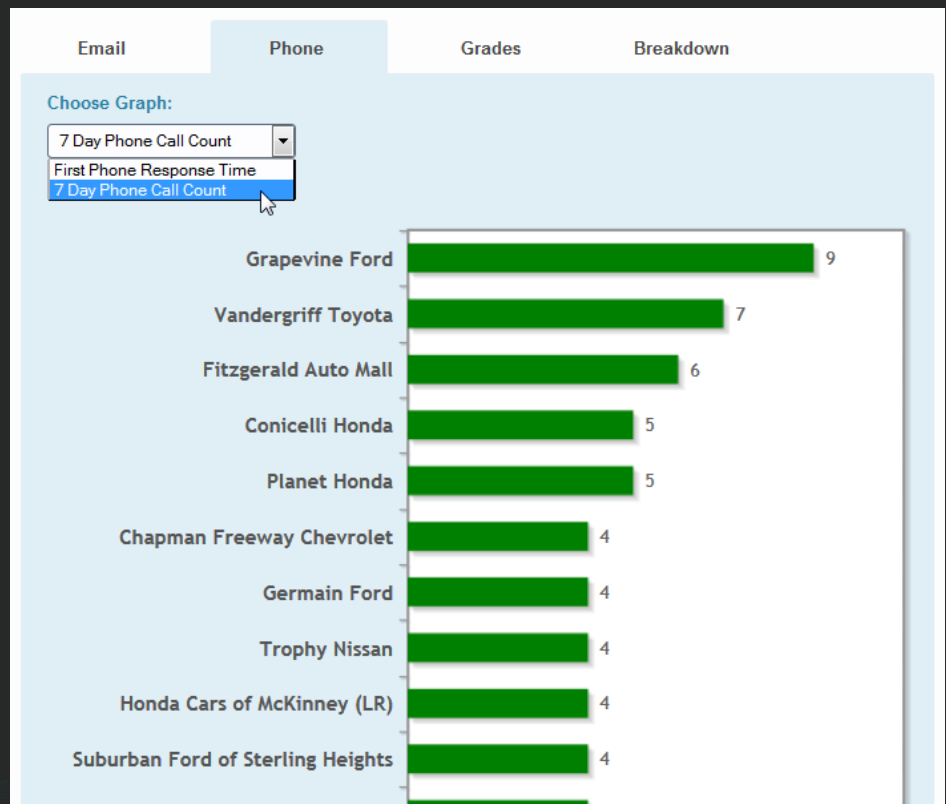 Email Phone Grades Breakdown
Choose Graph:
7 Day Phone Call Count
First Phone Response Time
7 Day Phone Call Count
Grapevine Ford 9
Vandergriff Toyota 7
Fitzgerald Auto Mall 6
Conicelli Honda 5
Planet Honda 5
Chapman Freeway Chevrolet 4
Germain Ford 4
Trophy Nissan 4
Honda Cars of McKinney (LR) 4
Suburban Ford of Sterling Heights 4